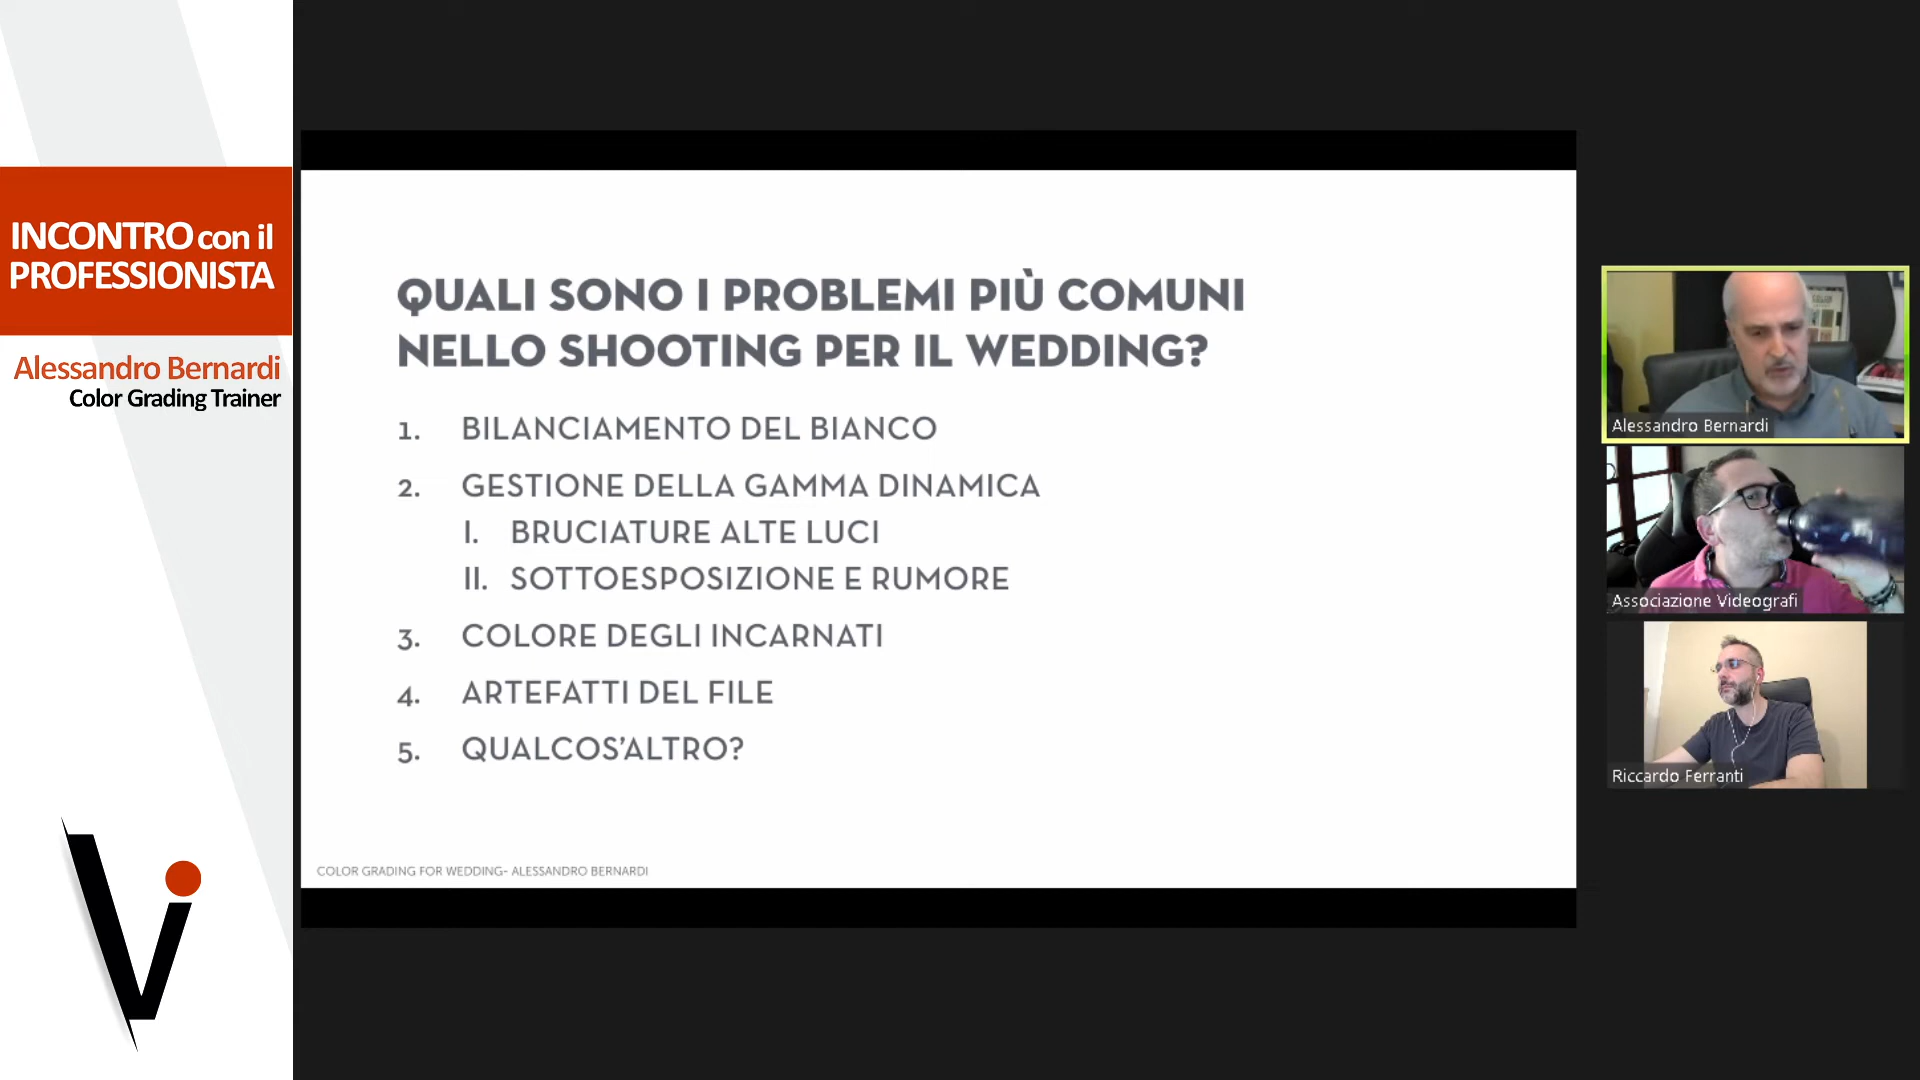 INCONTRO con il
PROFESSIONISTA
Alessandro Bernardi
Color Grading Trainer
QUALI SONO I PROBLEMI PIÙ COMUNI
NELLO SHOOTING PER IL WEDDING?
1. BILANCIAMENTO DEL BIANCO
2. GESTIONE DELLA GAMMA DINAMICA
I. BRUCIATURE ALTE LUCI
II. SOTTOESPOSIZIONE E RUMORE
3. COLORE DEGLI INCARNATI
4. ARTEFATTI DEL FILE
5. QUALCOS’ALTRO?
COLOR GRADING FOR WEDDING- ALESSANDRO BERNARDI
Alessandro Bernardi
Associazione Videografi
Riccardo Ferranti